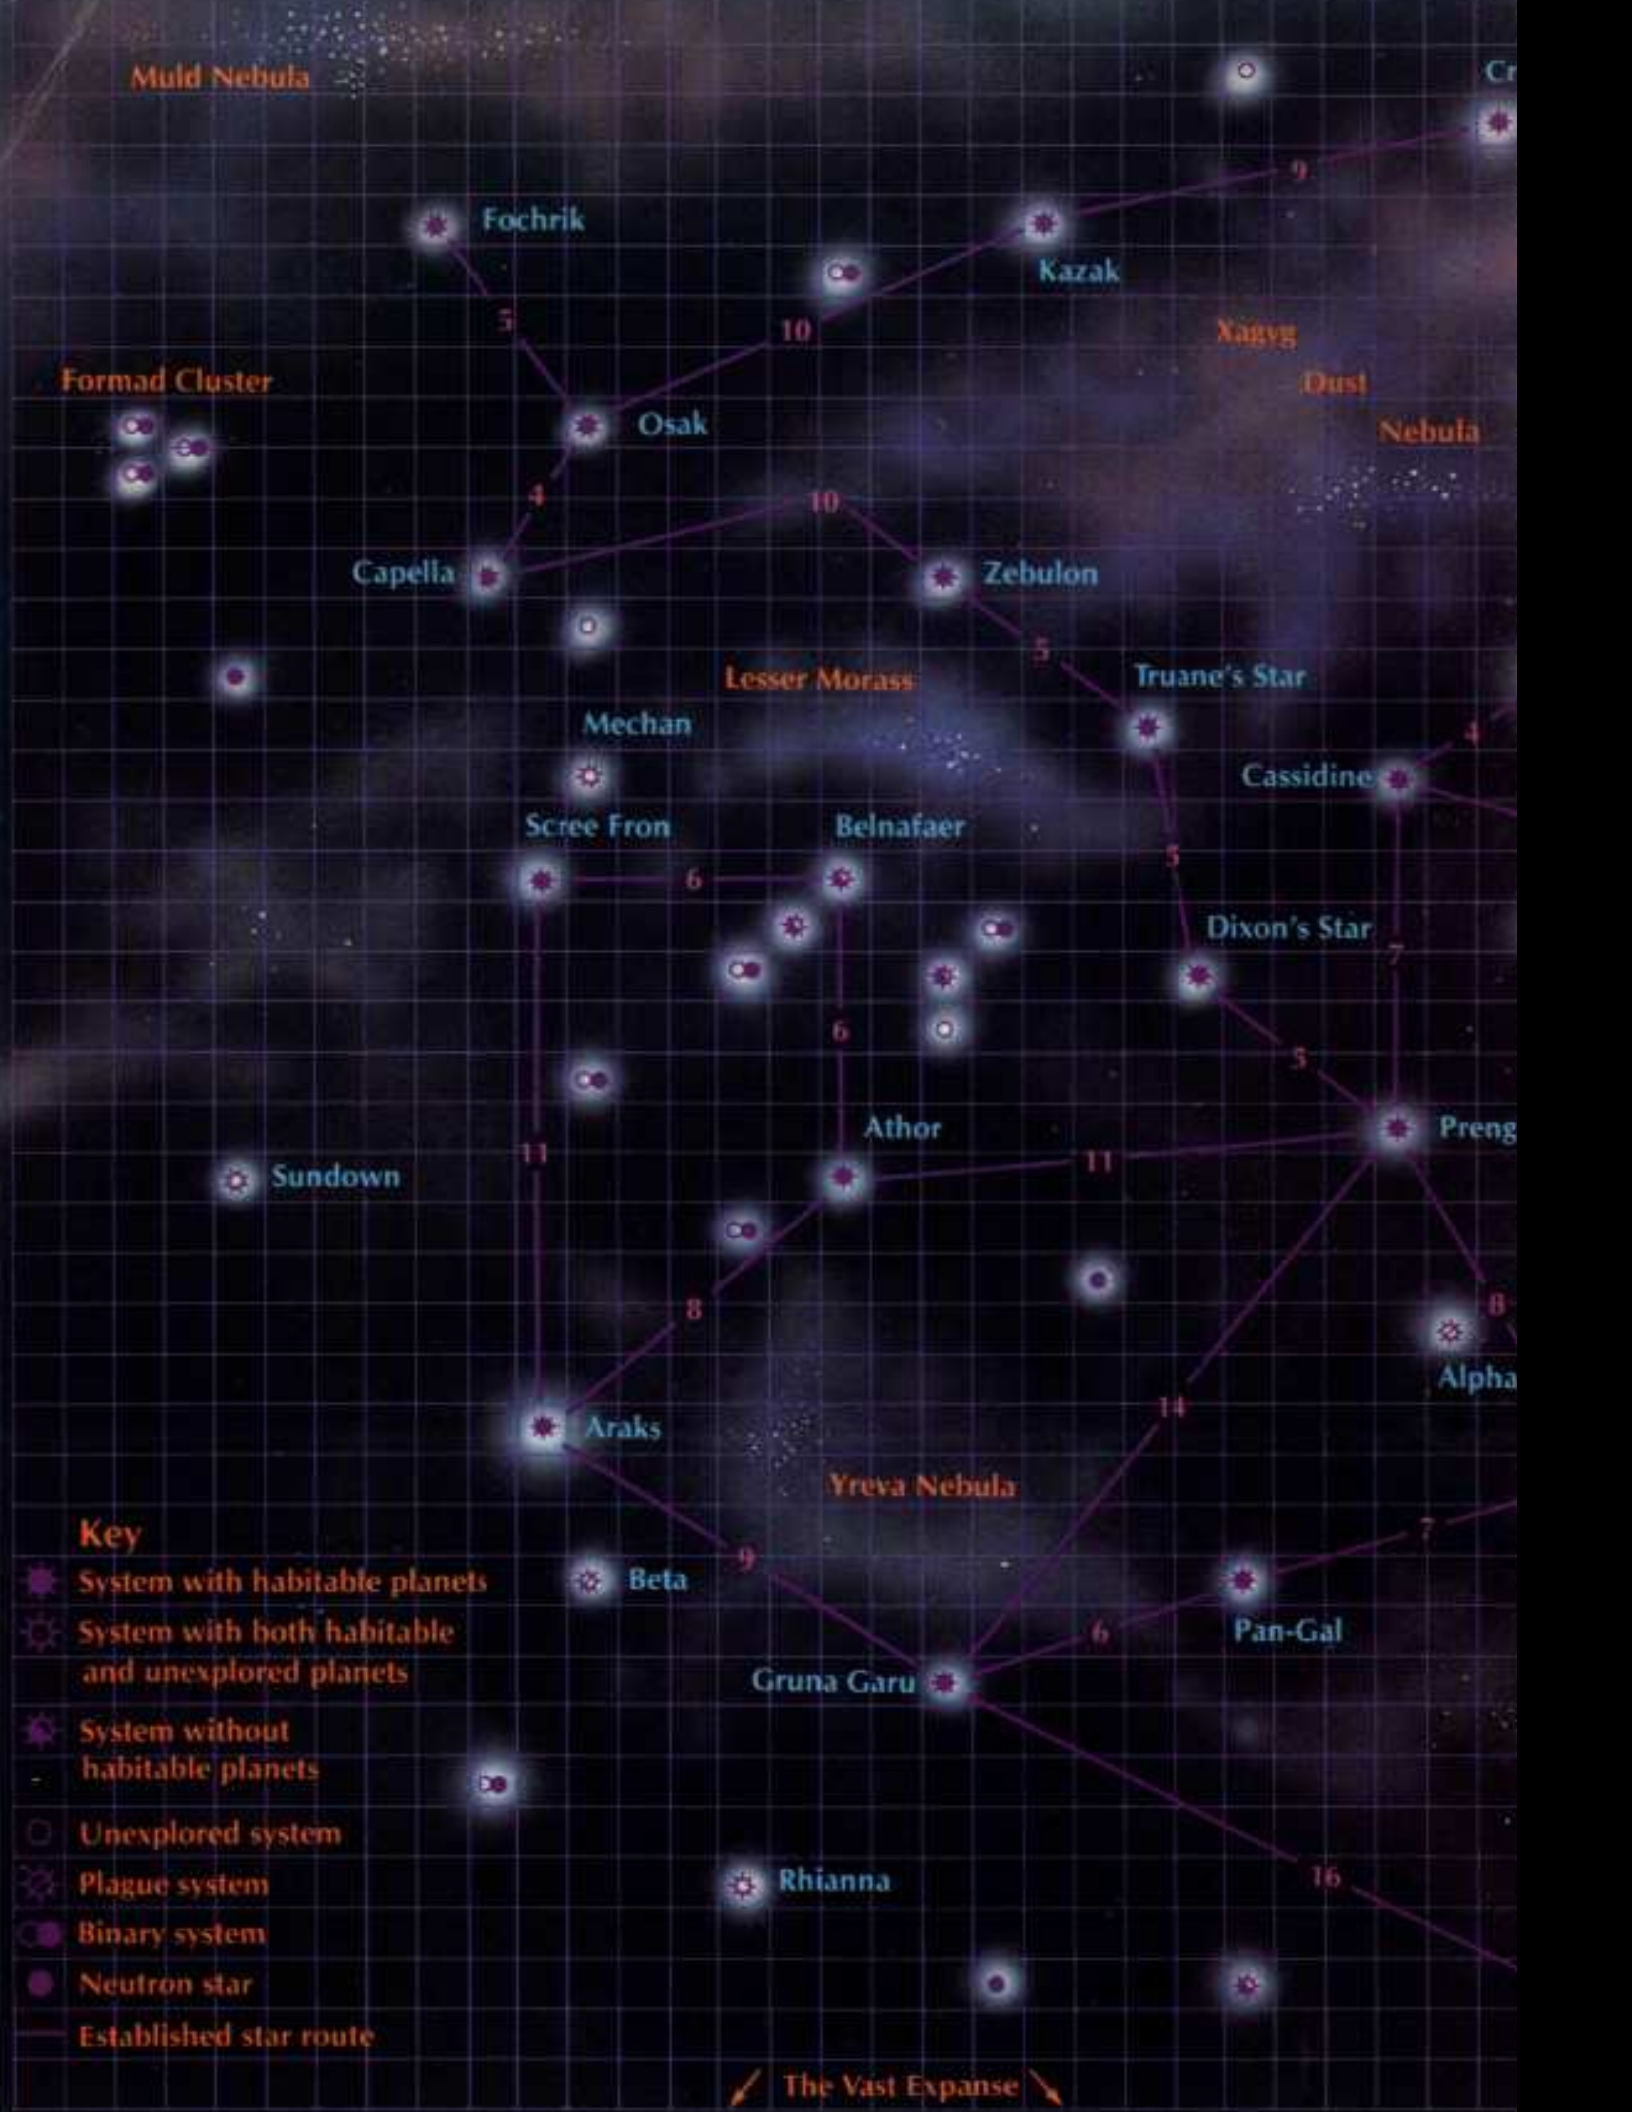 Muld Nebula
Cr
9
Fochrik
Kazak
5
10
Xagyg
Dust
Nebula
Formad Cluster
Osak
4
10
Capella
Zebulon
5
Lesser Morass
Truane's Star
Mechan
4
Cassidine
Scree Fron
Belnafaer
6
5
Dixon's Star
7
6
5
Athor
Preng
11
11
Sundown
8
8
Alpha
14
Araks
Yreva Nebula
9
7
Beta
6
Pan-Gal
Gruna Garu
16
Rhianna
Key
System with habitable planets
System with both habitable
and unexplored planets
System without
habitable planets
Unexplored system
Plague system
Binary system
Neutron star
Established star route
The Vast Expanse